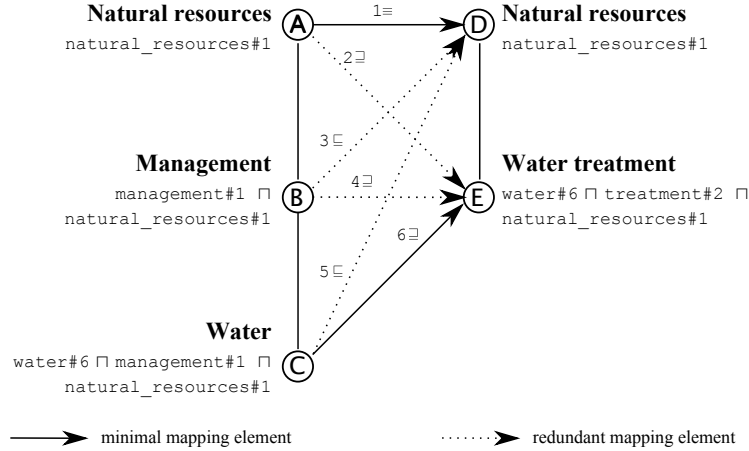 Natural resources A 1≡ D Natural resources
natural_resources#1 natural_resources#1
2⊒
3⊑
Management B 4⊒ E Water treatment
management#1 ⊓ water#6 ⊓ treatment#2 ⊓
natural_resources#1 natural_resources#1
6⊒
5⊑
Water
water#6 ⊓ management#1 ⊓ C
natural_resources#1
minimal mapping element redundant mapping element